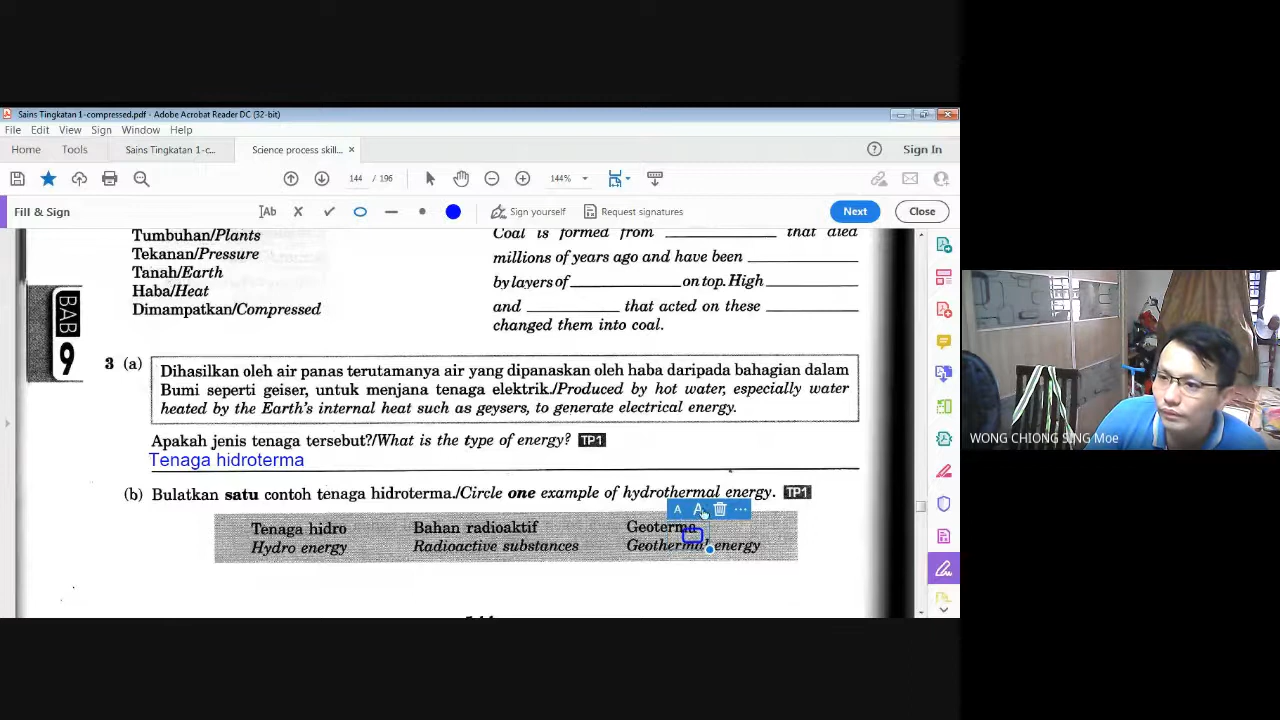 Sains Tingkatan 1-compressed.pdf - Adobe Acrobat Reader DC (32-bit)
File Edit View Sign Window Help
Home Tools Sains Tingkatan 1-c... Science process skill... × Sign In
144 / 196 144%
Fill & Sign Ab Sign yourself Request signatures Next Close
Tumbuhan/Plants
Tekanan/Pressure
Tanah/Earth
Haba/Heat
Dimampatkan/Compressed
Coal is formed from ____________ that died
millions of years ago and have been ____________
by layers of ____________ on top. High ____________
and ____________ that acted on these ____________
changed them into coal.
BAB 9
3 (a) Dihasilkan oleh air panas terutamanya air yang dipanaskan oleh haba daripada bahagian dalam
Bumi seperti geiser, untuk menjana tenaga elektrik./Produced by hot water, especially water
heated by the Earth's internal heat such as geysers, to generate electrical energy.
Apakah jenis tenaga tersebut?/What is the type of energy? TP1
Tenaga hidroterma
(b) Bulatkan satu contoh tenaga hidroterma./Circle one example of hydrothermal energy. TP1
A A
Tenaga hidro Bahan radioaktif Geoterma
Hydro energy Radioactive substances Geothermal energy
WONG CHIONG SING Moe